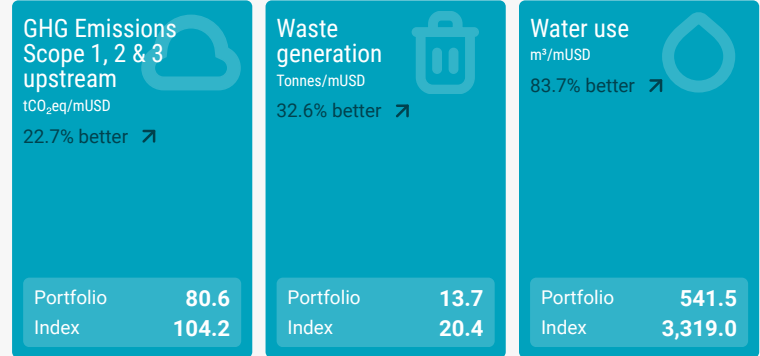 GHG Emissions
Scope 1, 2 & 3
upstream
tCO₂eq/mUSD
22.7% better
Portfolio 80.6
Index 104.2
Waste
generation
Tonnes/mUSD
32.6% better
Portfolio 13.7
Index 20.4
Water use
m³/mUSD
83.7% better
Portfolio 541.5
Index 3,319.0